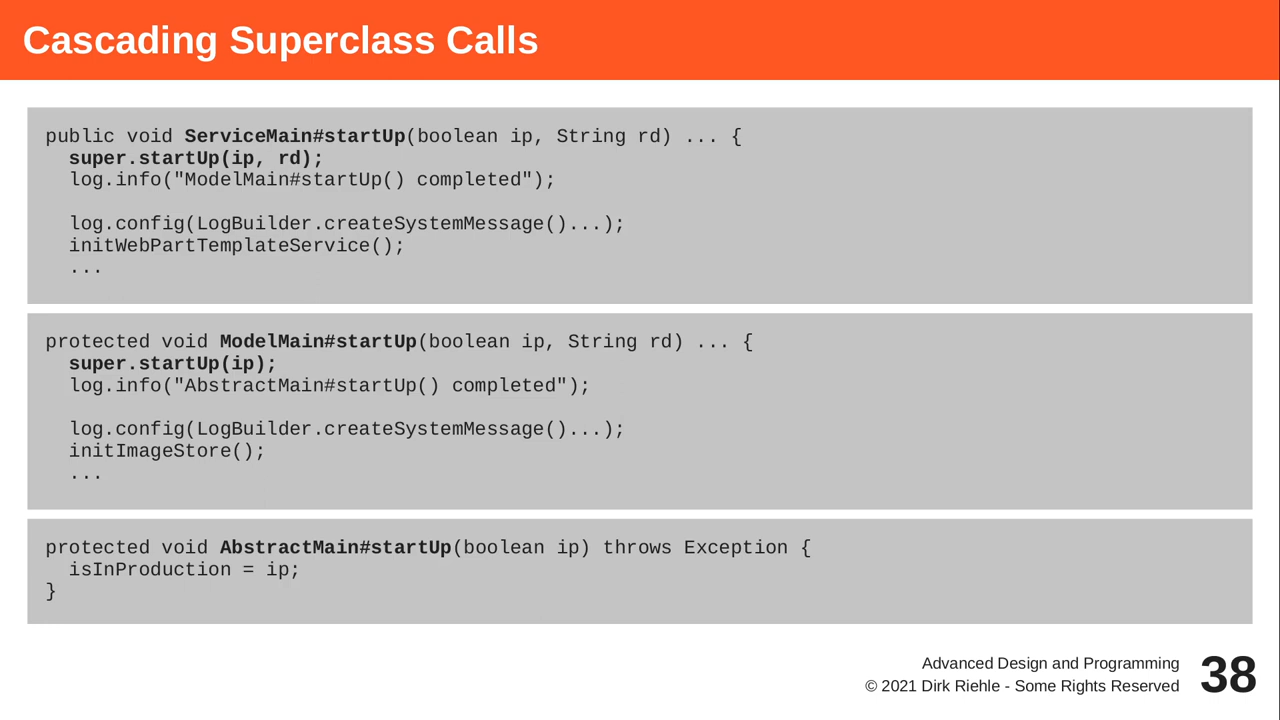 Cascading Superclass Calls
public void ServiceMain#startUp(boolean ip, String rd) ... {
  super.startUp(ip, rd);
  log.info("ModelMain#startUp() completed");
  log.config(LogBuilder.createSystemMessage()...);
  initWebPartTemplateService();
  ...
protected void ModelMain#startUp(boolean ip, String rd) ... {
  super.startUp(ip);
  log.info("AbstractMain#startUp() completed");
  log.config(LogBuilder.createSystemMessage()...);
  initImageStore();
  ...
protected void AbstractMain#startUp(boolean ip) throws Exception {
  isInProduction = ip;
}
Advanced Design and Programming
© 2021 Dirk Riehle - Some Rights Reserved
38